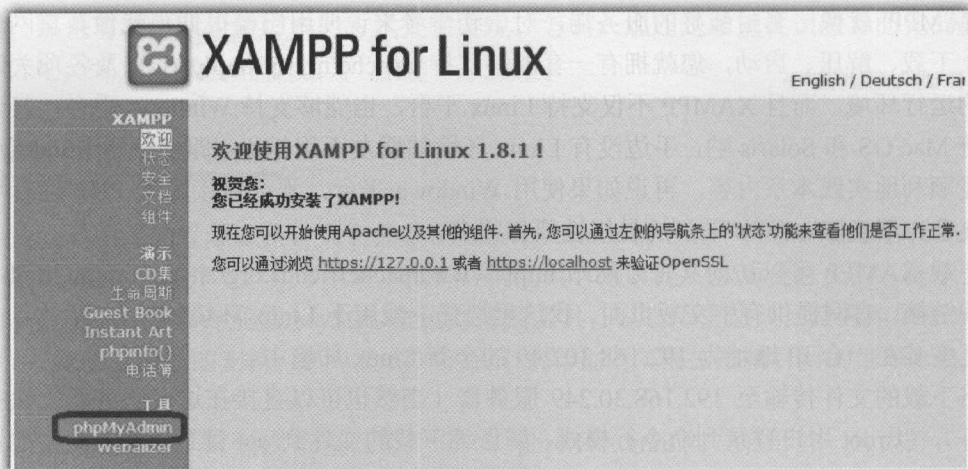 XAMPP for Linux
English / Deutsch / Fra
XAMPP
欢迎
状态
安全
文档
组件
演示
CD集
生命周期
Guest Book
Instant Art
phpinfo()
电话簿
工具
phpMyAdmin
Webalizer
欢迎使用XAMPP for Linux 1.8.1 !
祝贺您:
您已经成功安装了XAMPP!
现在您可以开始使用Apache以及其他的组件. 首先, 您可以通过左侧的导航条上的'状态'功能来查看他们是否工作正常.
您可以通过浏览 https://127.0.0.1 或者 https://localhost 来验证OpenSSL